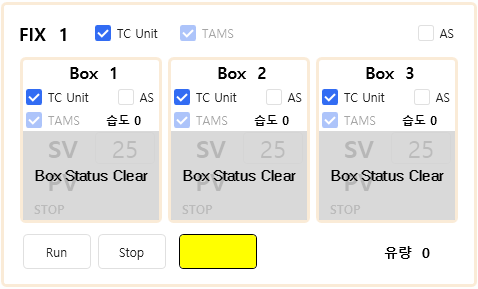 FIX 1 TC Unit TAMS AS
Box 1 Box 2 Box 3
TC Unit AS TC Unit AS TC Unit AS
TAMS 습도 0 TAMS 습도 0 TAMS 습도 0
SV 25 SV 25 SV 25
Box Status Clear Box Status Clear Box Status Clear
PV PV PV
STOP STOP STOP
Run Stop 유량 0